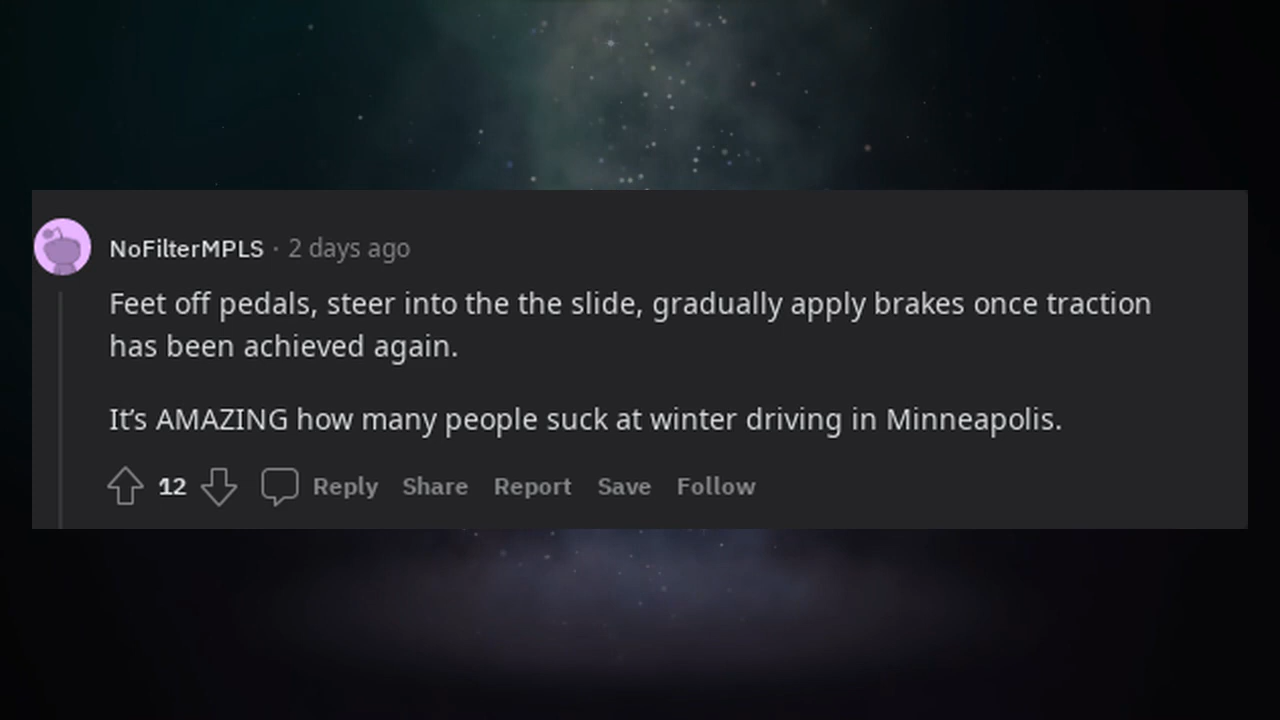 NoFilterMPLS · 2 days ago
Feet off pedals, steer into the the slide, gradually apply brakes once traction
has been achieved again.
It’s AMAZING how many people suck at winter driving in Minneapolis.
12 Reply Share Report Save Follow